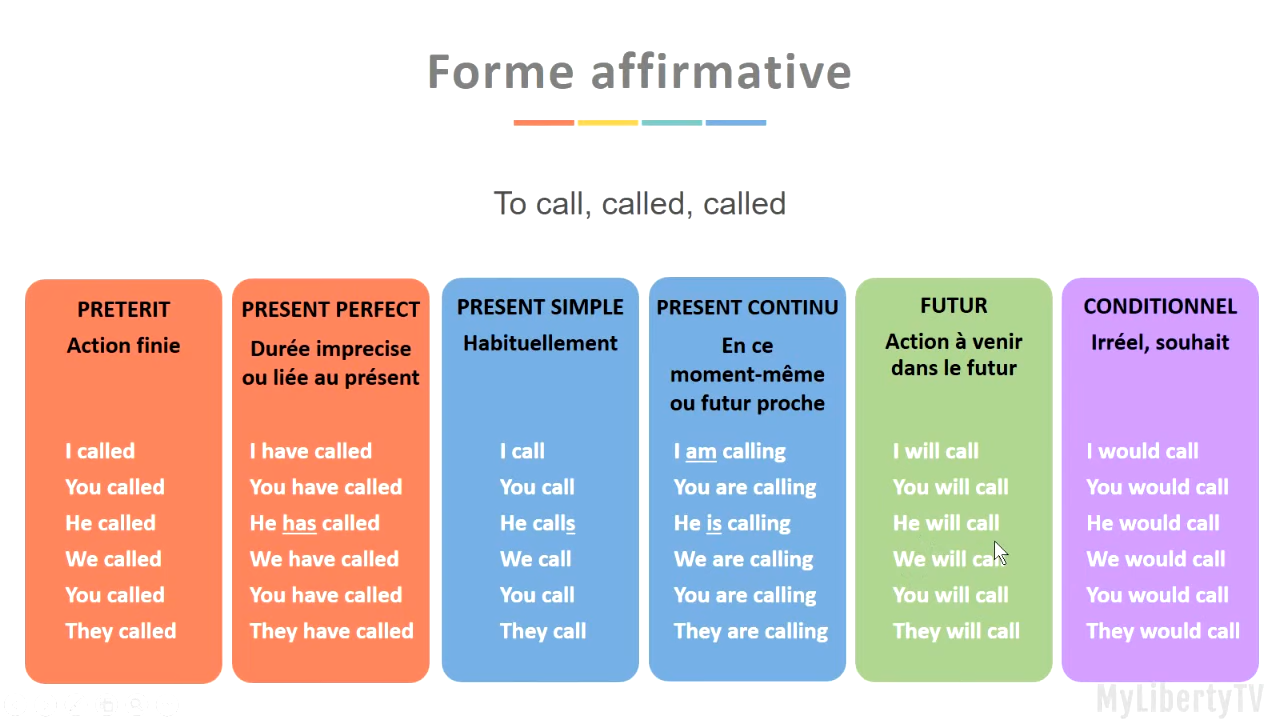 Forme affirmative
To call, called, called
PRETERIT
Action finie
I called
You called
He called
We called
You called
They called
PRESENT PERFECT
Durée imprecise
ou liée au présent
I have called
You have called
He has called
We have called
You have called
They have called
PRESENT SIMPLE
Habituellement
I call
You call
He calls
We call
You call
They call
PRESENT CONTINU
En ce
moment-même
ou futur proche
I am calling
You are calling
He is calling
We are calling
You are calling
They are calling
FUTUR
Action à venir
dans le futur
I will call
You will call
He will call
We will call
You will call
They will call
CONDITIONNEL
Irréel, souhait
I would call
You would call
He would call
We would call
You would call
They would call
MyLibertyTV